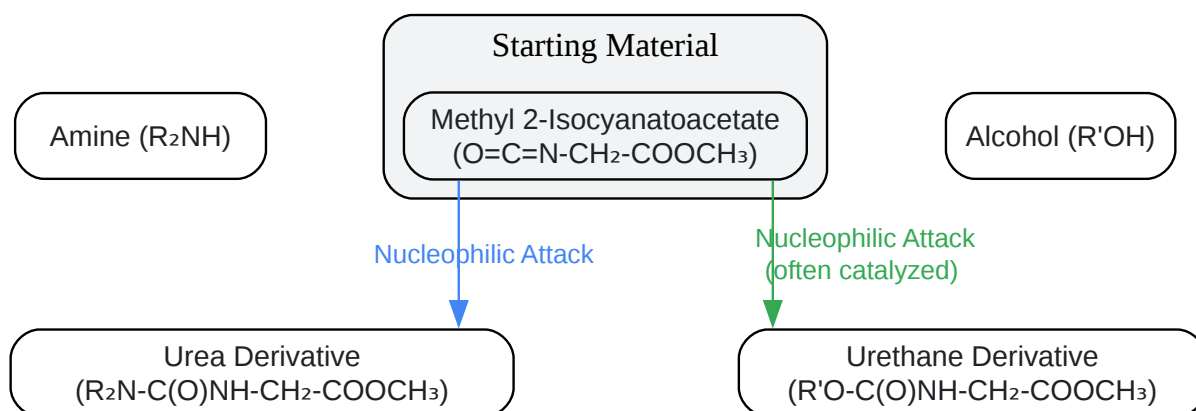 Starting Material
Amine (R₂NH)
Methyl 2-Isocyanatoacetate
(O=C=N-CH₂-COOCH₃)
Alcohol (R'OH)
Nucleophilic Attack
Nucleophilic Attack
(often catalyzed)
Urea Derivative
(R₂N-C(O)NH-CH₂-COOCH₃)
Urethane Derivative
(R'O-C(O)NH-CH₂-COOCH₃)